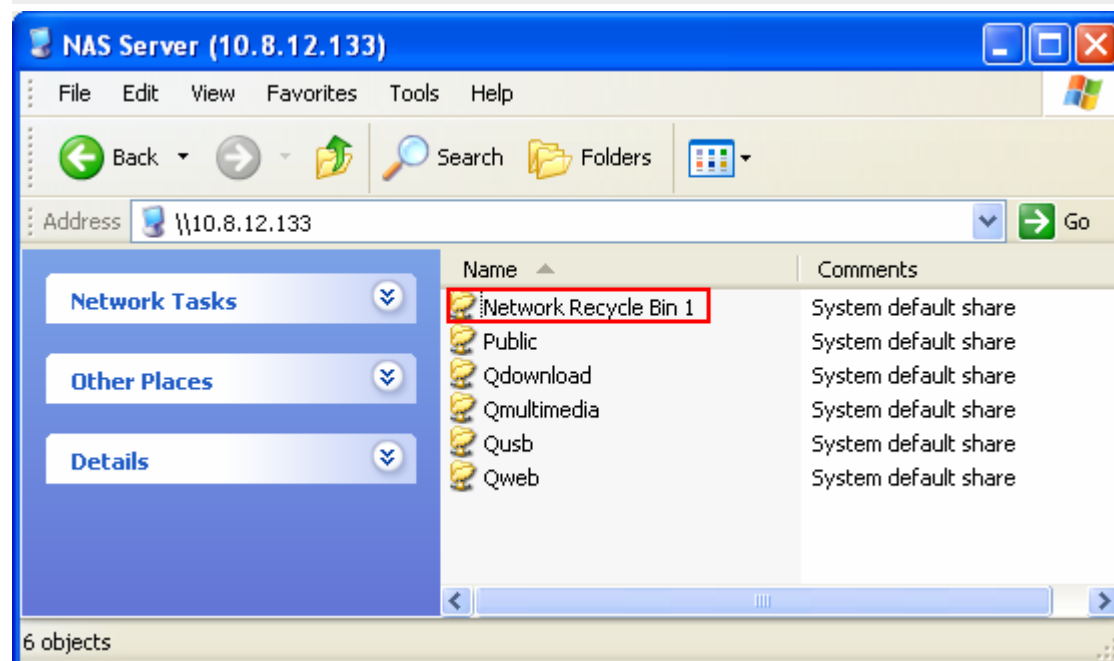 NAS Server (10.8.12.133)
File Edit View Favorites Tools Help
Back Search Folders
Address \\10.8.12.133 Go
Name Comments
Network Tasks
Other Places
Details
Network Recycle Bin 1 System default share
Public System default share
Qdownload System default share
Qmultimedia System default share
Qusb System default share
Qweb System default share
6 objects